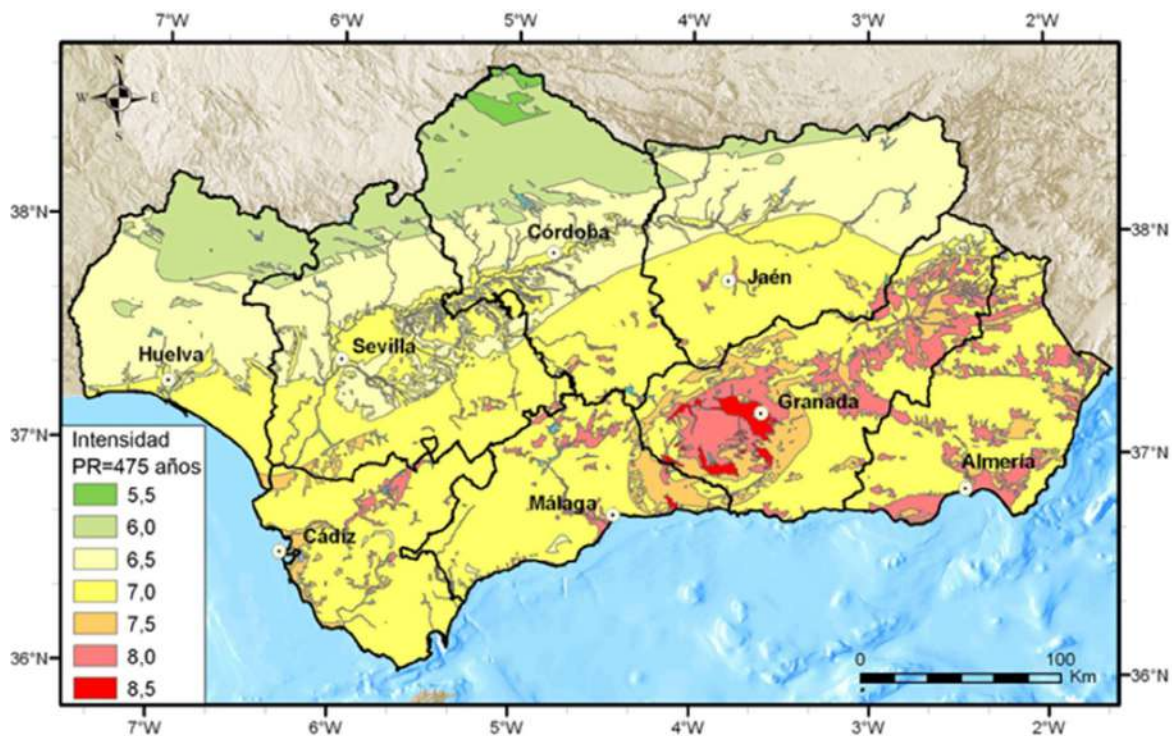 7°W 6°W 5°W 4°W 3°W 2°W
N
W E
S
38°N 38°N
Córdoba
Jaén
Huelva Sevilla
Granada
37°N 37°N
Intensidad
PR=475 años
5,5
6,0
6,5
7,0
7,5
8,0
8,5
Almería
Málaga
Cádiz
36°N 36°N
0 100
Km
7°W 6°W 5°W 4°W 3°W 2°W